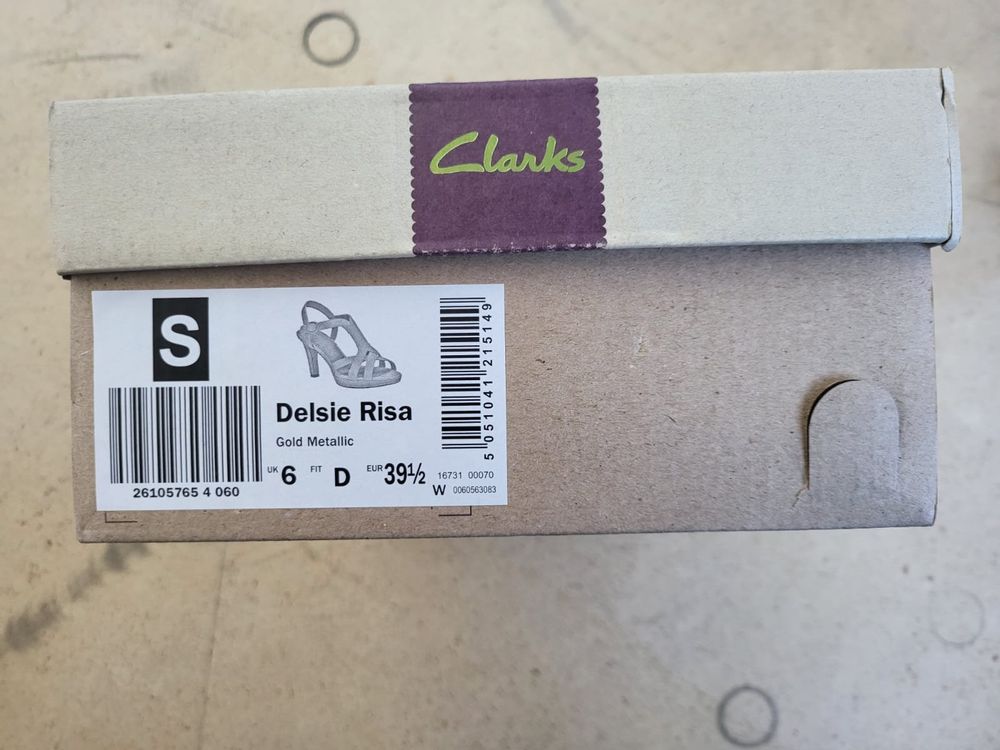 Clarks
S
Delsie Risa
Gold Metallic
UK 6 FIT D EUR 39½
26105765 4 060
5 051041 215149
16731 00070
W 0060563083